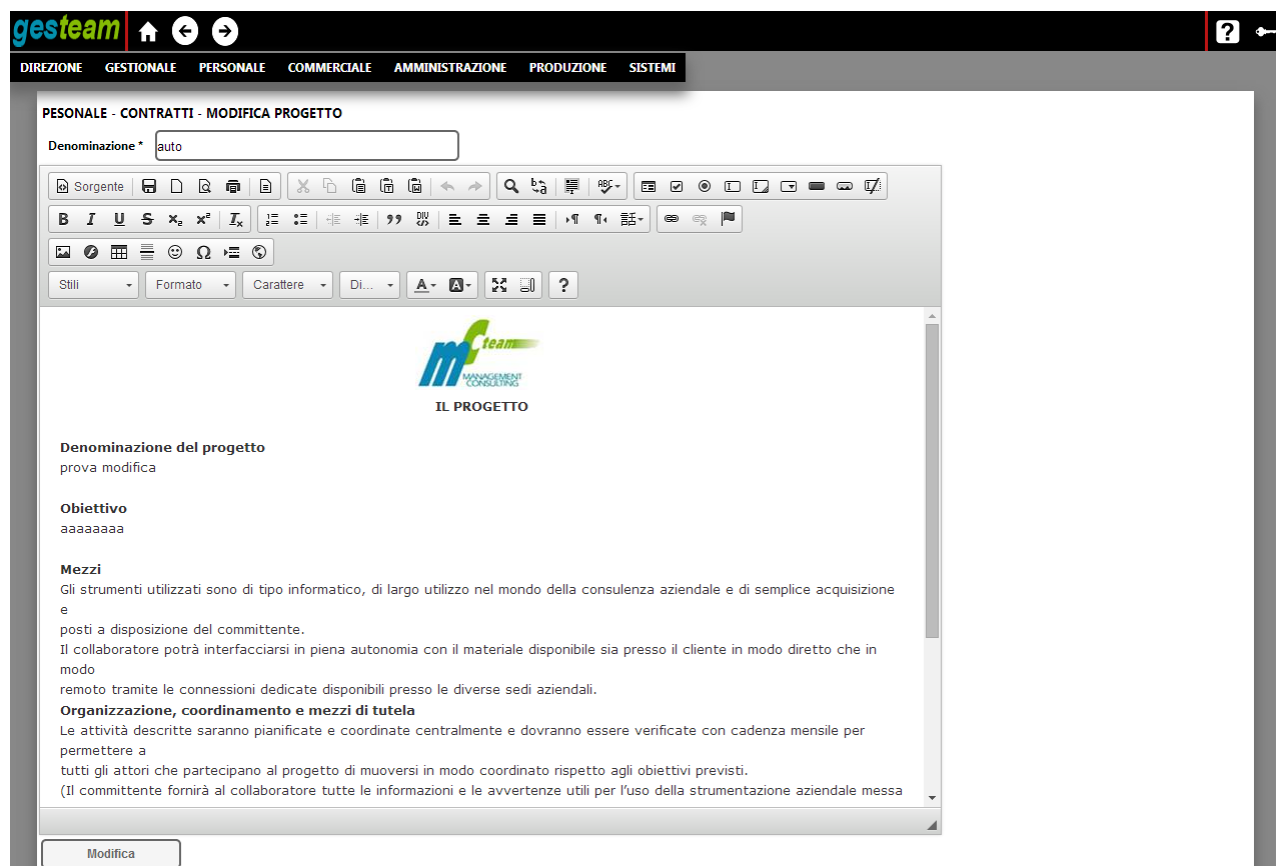 gesteam
?
DIREZIONE GESTIONALE PERSONALE COMMERCIALE AMMINISTRAZIONE PRODUZIONE SISTEMI
PESONALE - CONTRATTI - MODIFICA PROGETTO
Denominazione * auto
Sorgente ABC
B I U S x₂ x² Iₓ DIV
Ω
Stili Formato Carattere Di... A A ?
mc team
MANAGEMENT
CONSULTING
IL PROGETTO
Denominazione del progetto
prova modifica
Obiettivo
aaaaaaaa
Mezzi
Gli strumenti utilizzati sono di tipo informatico, di largo utilizzo nel mondo della consulenza aziendale e di semplice acquisizione
e
posti a disposizione del committente.
Il collaboratore potrà interfacciarsi in piena autonomia con il materiale disponibile sia presso il cliente in modo diretto che in
modo
remoto tramite le connessioni dedicate disponibili presso le diverse sedi aziendali.
Organizzazione, coordinamento e mezzi di tutela
Le attività descritte saranno pianificate e coordinate centralmente e dovranno essere verificate con cadenza mensile per
permettere a
tutti gli attori che partecipano al progetto di muoversi in modo coordinato rispetto agli obiettivi previsti.
(Il committente fornirà al collaboratore tutte le informazioni e le avvertenze utili per l'uso della strumentazione aziendale messa
Modifica